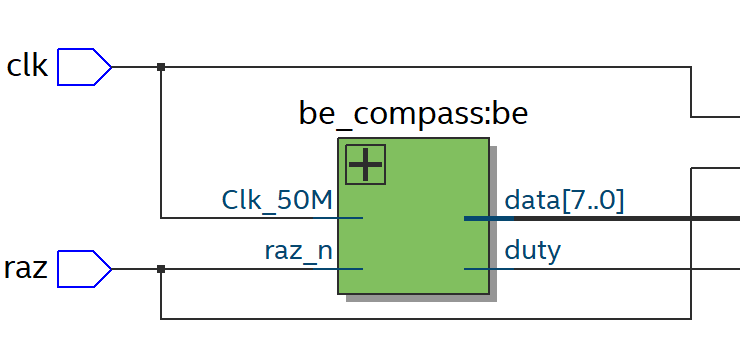 clk
be_compass:be
Clk_50M
data[7..0]
raz_n
duty
raz